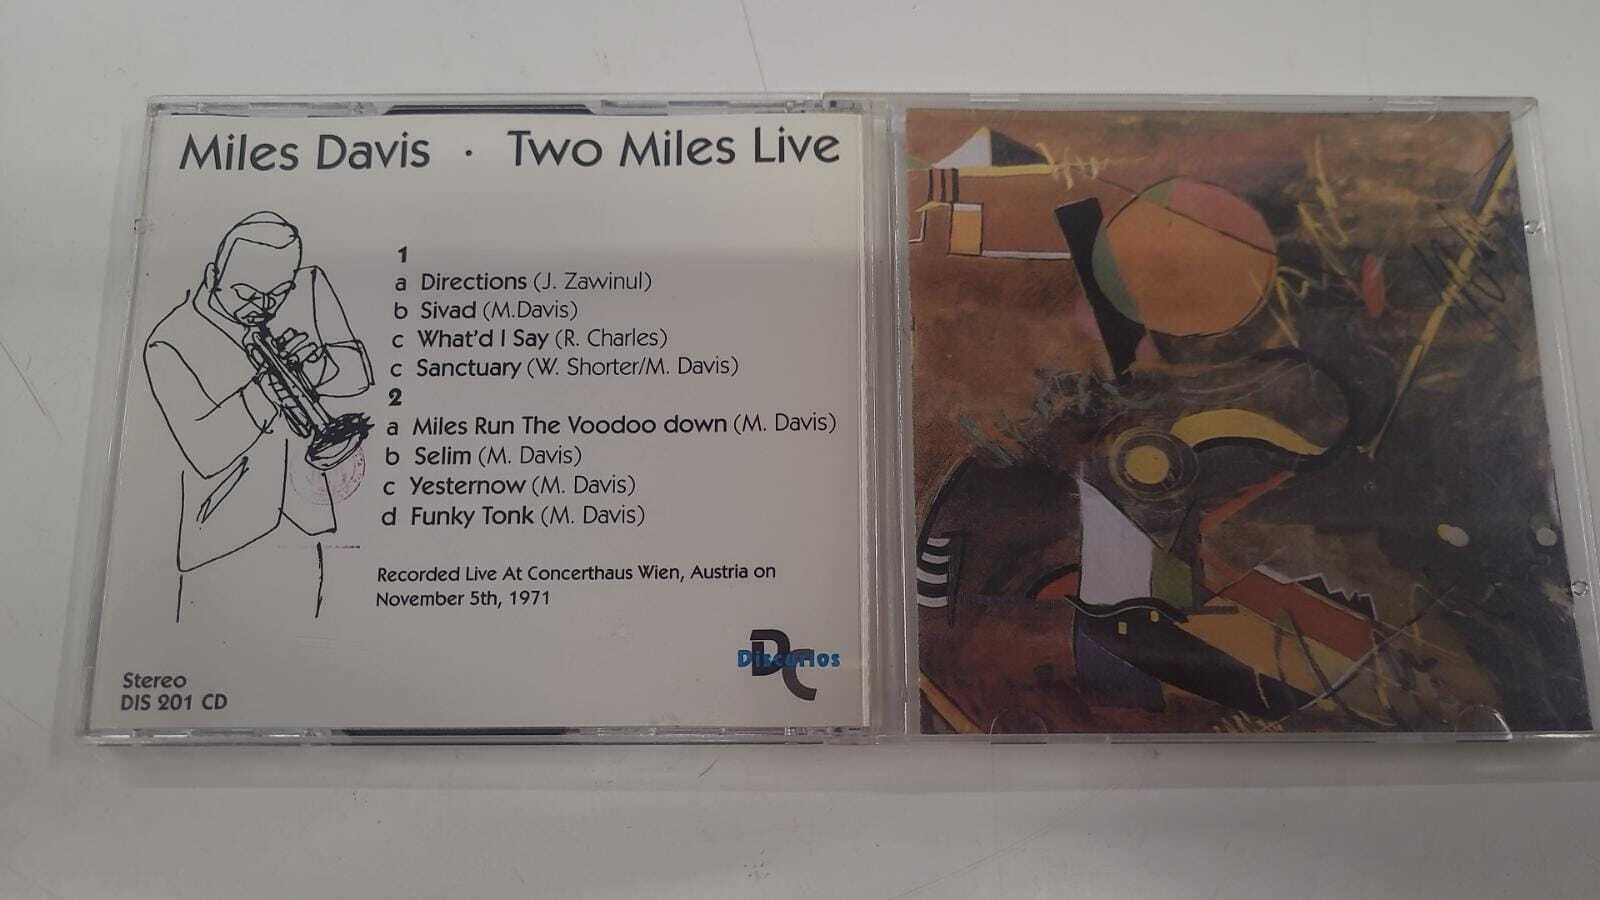 Miles Davis · Two Miles Live
1
a Directions (J. Zawinul)
b Sivad (M.Davis)
c What'd I Say (R. Charles)
c Sanctuary (W. Shorter/M. Davis)
2
a Miles Run The Voodoo down (M. Davis)
b Selim (M. Davis)
c Yesternow (M. Davis)
d Funky Tonk (M. Davis)
Recorded Live At Concerthaus Wien, Austria on
November 5th, 1971
DC
Discurios
Stereo
DIS 201 CD